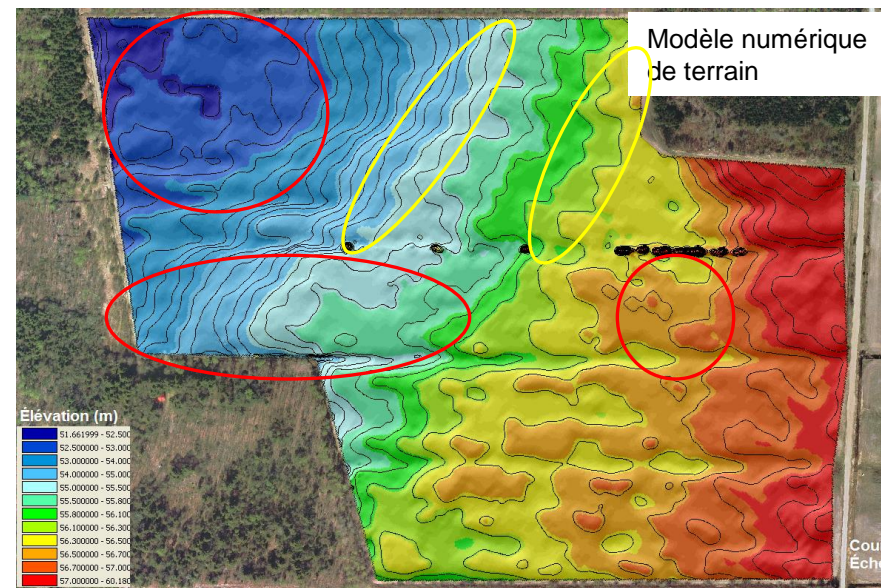 Modèle numérique
de terrain
Élévation (m)
51.661999 - 52.500
52.500000 - 53.000
53.000000 - 54.000
54.000000 - 55.000
55.000000 - 55.500
55.500000 - 55.800
55.800000 - 56.100
56.100000 - 56.300
56.300000 - 56.500
56.500000 - 56.700
56.700000 - 57.000
57.000000 - 60.180
Cour
Éche